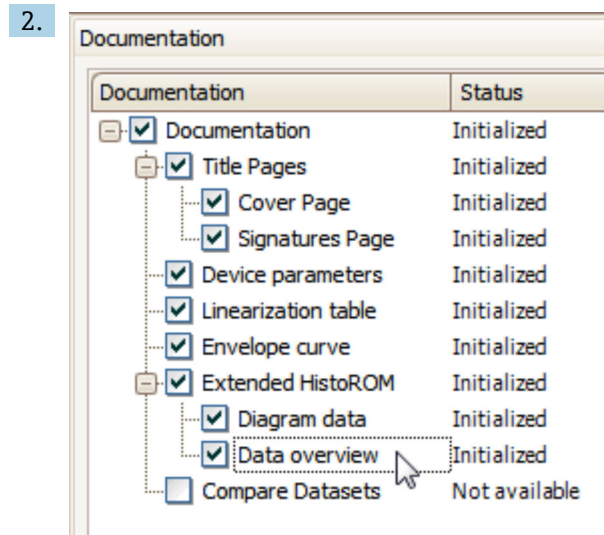 2.
Documentation
Documentation Status
Documentation Initialized
Title Pages Initialized
Cover Page Initialized
Signatures Page Initialized
Device parameters Initialized
Linearization table Initialized
Envelope curve Initialized
Extended HistoROM Initialized
Diagram data Initialized
Data overview Initialized
Compare Datasets Not available